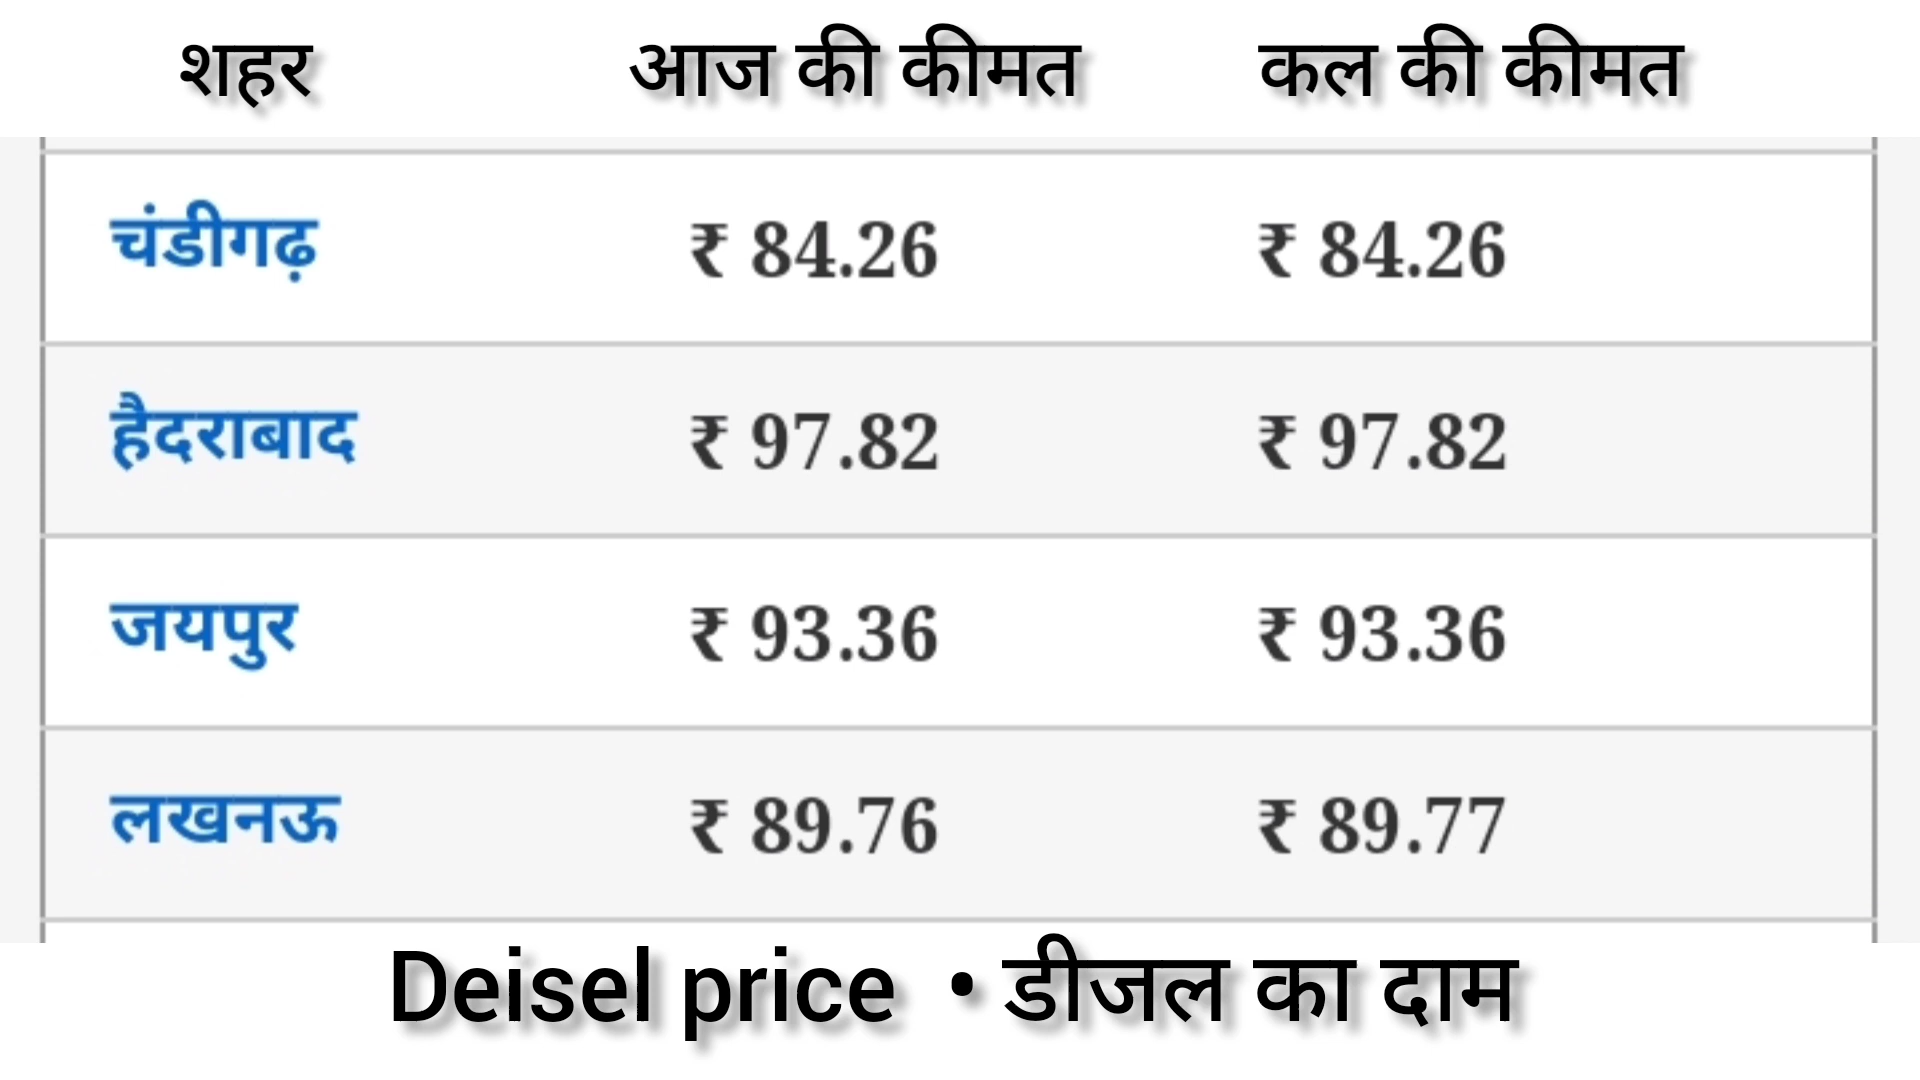 शहर आज की कीमत कल की कीमत
चंडीगढ़ ₹ 84.26 ₹ 84.26
हैदराबाद ₹ 97.82 ₹ 97.82
जयपुर ₹ 93.36 ₹ 93.36
लखनऊ ₹ 89.76 ₹ 89.77
Deisel price • डीजल का दाम